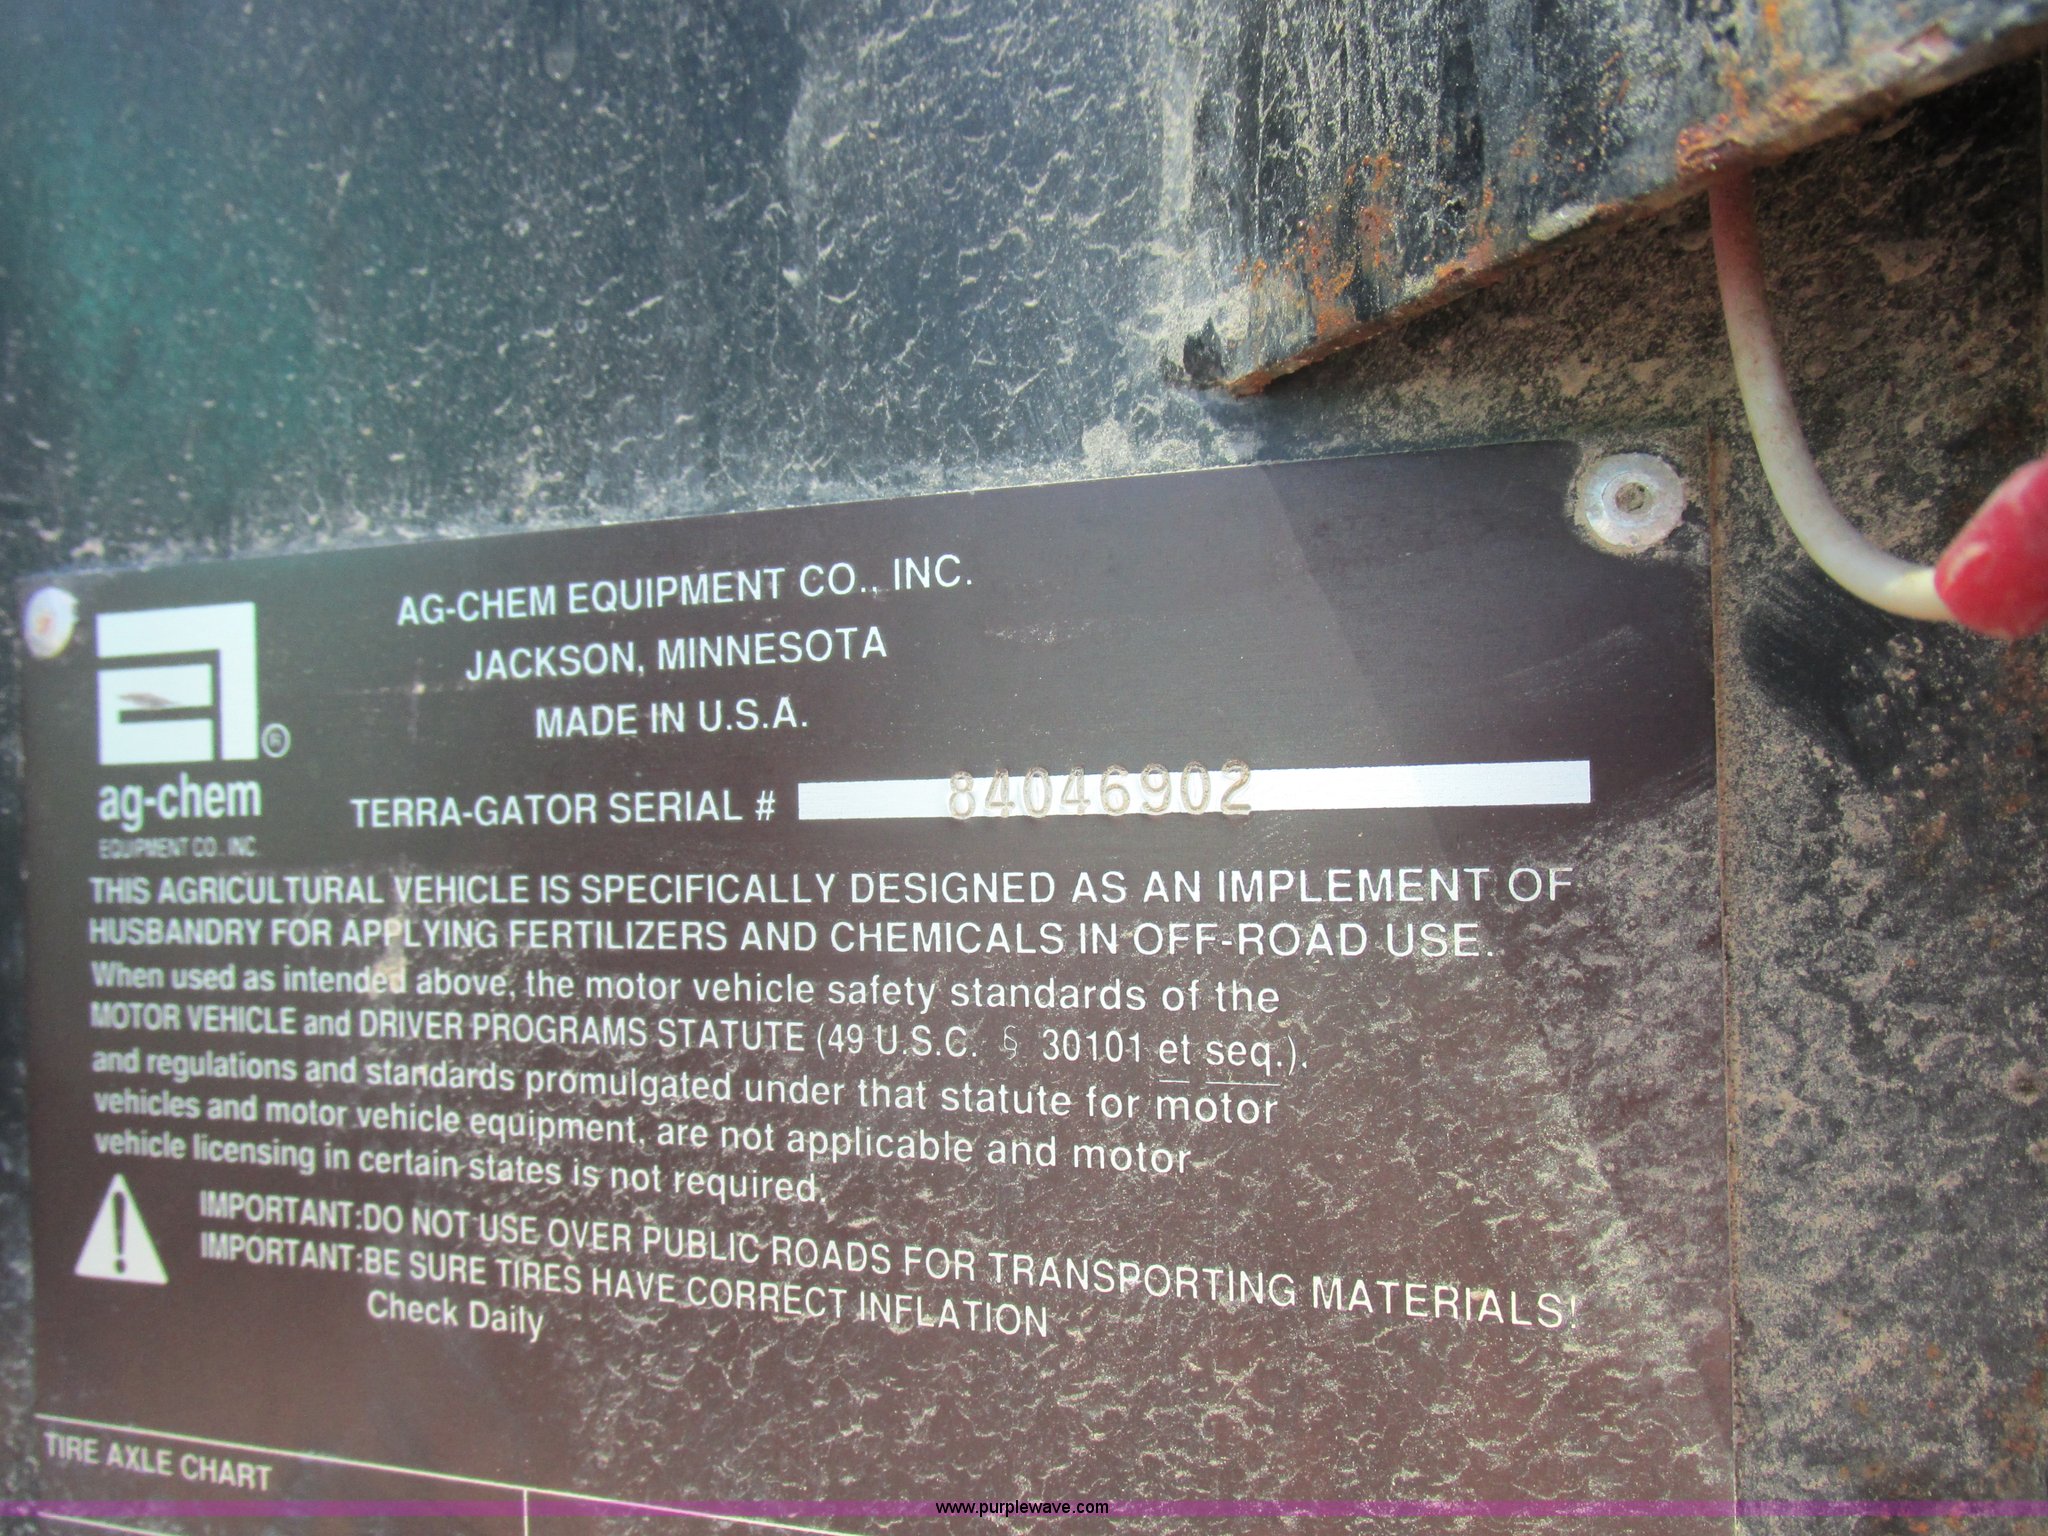 AG-CHEM EQUIPMENT CO., INC.
JACKSON, MINNESOTA
MADE IN U.S.A.
®
ag-chem
EQUIPMENT CO., INC.
TERRA-GATOR SERIAL # 84046902
THIS AGRICULTURAL VEHICLE IS SPECIFICALLY DESIGNED AS AN IMPLEMENT OF
HUSBANDRY FOR APPLYING FERTILIZERS AND CHEMICALS IN OFF-ROAD USE.
When used as intended above, the motor vehicle safety standards of the
MOTOR VEHICLE and DRIVER PROGRAMS STATUTE (49 U.S.C. § 30101 et seq.).
and regulations and standards promulgated under that statute for motor
vehicles and motor vehicle equipment, are not applicable and motor
vehicle licensing in certain states is not required.
IMPORTANT:DO NOT USE OVER PUBLIC ROADS FOR TRANSPORTING MATERIALS!
IMPORTANT:BE SURE TIRES HAVE CORRECT INFLATION
Check Daily
TIRE AXLE CHART
www.purplewave.com